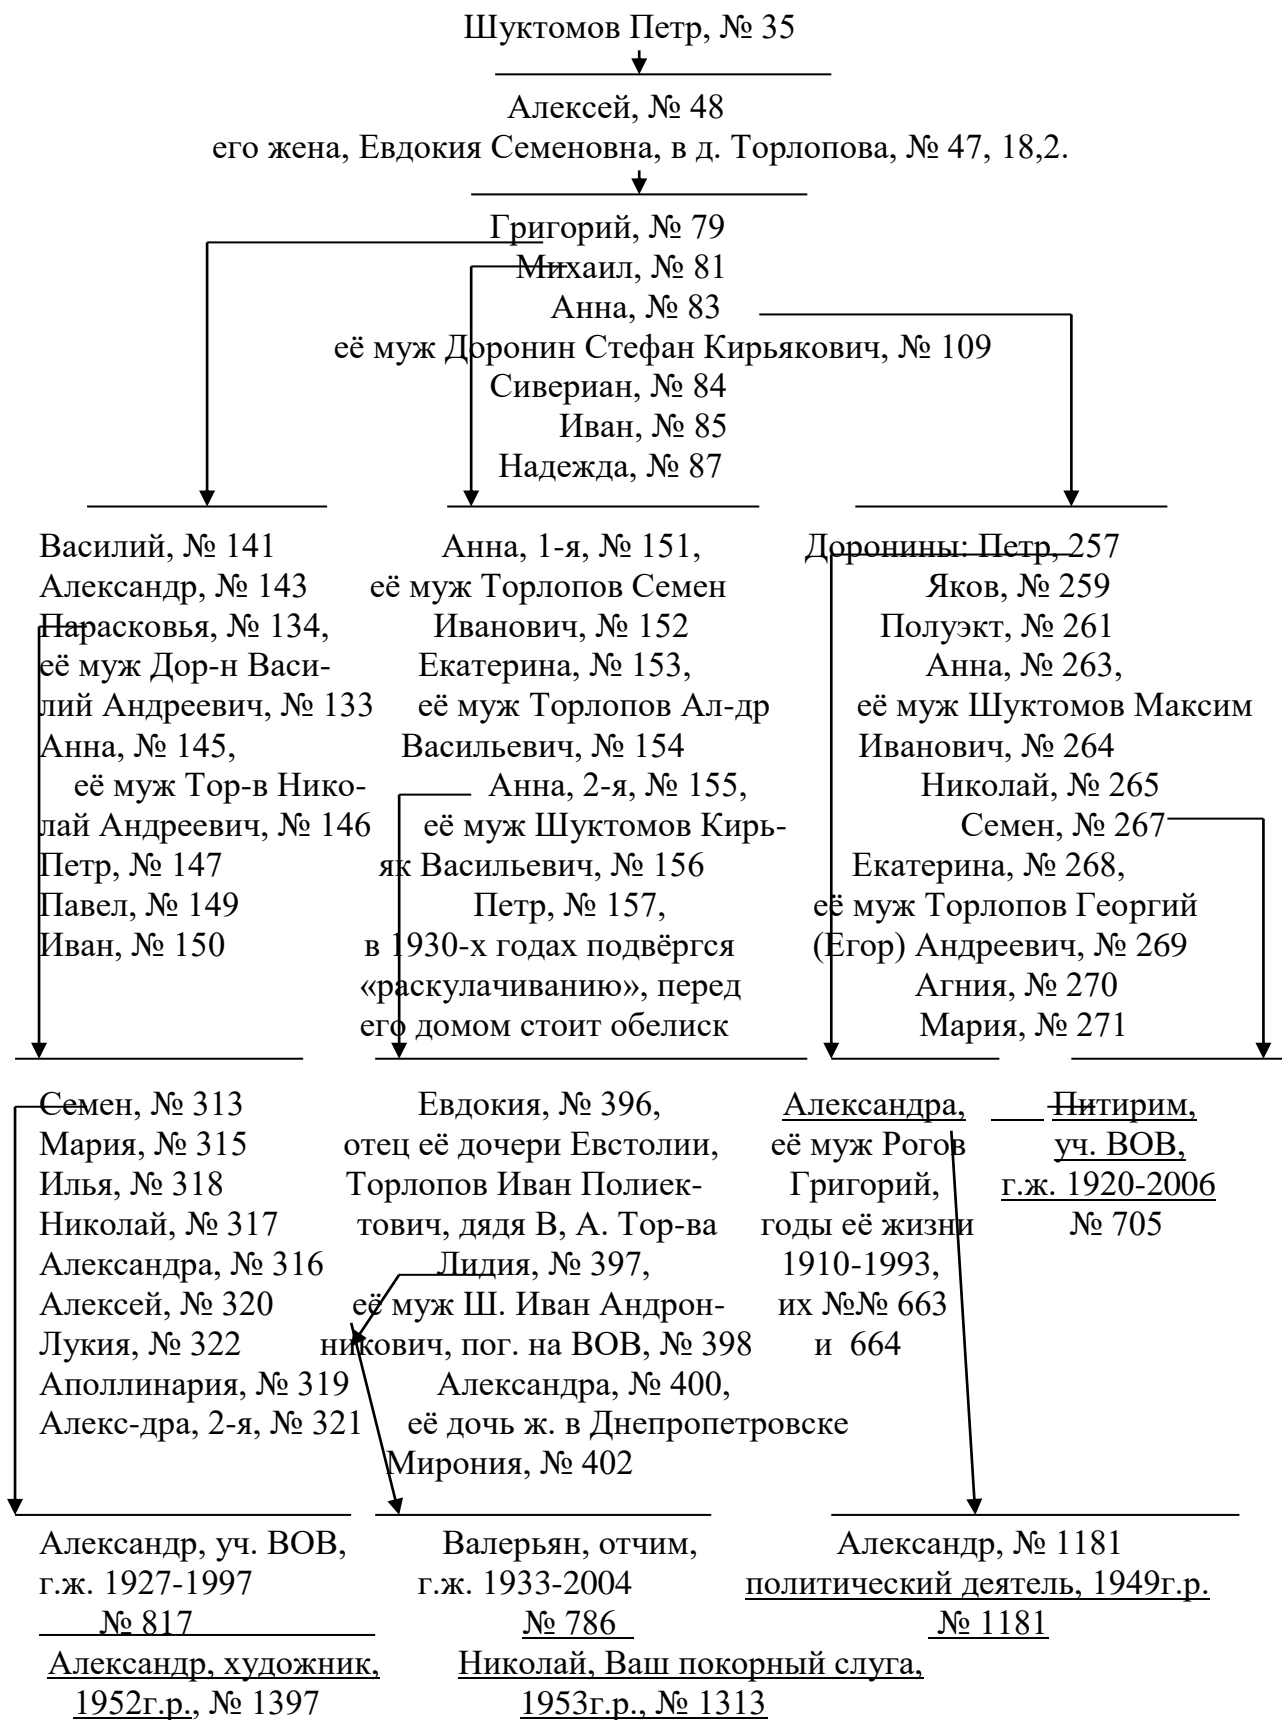 Шуктомов Петр, № 35
Алексей, № 48
его жена, Евдокия Семеновна, в д. Торлопова, № 47, 18,2.
Григорий, № 79
Михаил, № 81
Анна, № 83
её муж Доронин Стефан Кирьякович, № 109
Сивериан, № 84
Иван, № 85
Надежда, № 87
Василий, № 141
Александр, № 143
Парасковья, № 134,
её муж Дор-н Васи-
лий Андреевич, № 133
Анна, № 145,
её муж Тор-в Нико-
лай Андреевич, № 146
Петр, № 147
Павел, № 149
Иван, № 150
Анна, 1-я, № 151,
её муж Торлопов Семен
Иванович, № 152
Екатерина, № 153,
её муж Торлопов Ал-др
Васильевич, № 154
Анна, 2-я, № 155,
её муж Шуктомов Кирь-
як Васильевич, № 156
Петр, № 157,
в 1930-х годах подвёргся
«раскулачиванию», перед
его домом стоит обелиск
Доронины: Петр, 257
Яков, № 259
Полуэкт, № 261
Анна, № 263,
её муж Шуктомов Максим
Иванович, № 264
Николай, № 265
Семен, № 267
Екатерина, № 268,
её муж Торлопов Георгий
(Егор) Андреевич, № 269
Агния, № 270
Мария, № 271
Семен, № 313
Мария, № 315
Илья, № 318
Николай, № 317
Александра, № 316
Алексей, № 320
Лукия, № 322
Аполлинария, № 319
Алекс-дра, 2-я, № 321
Евдокия, № 396,
отец её дочери Евстолии,
Торлопов Иван Полиек-
тович, дядя В, А. Тор-ва
Лидия, № 397,
её муж Ш. Иван Андрон-
никович, пог. на ВОВ, № 398
Александра, № 400,
её дочь ж. в Днепропетровске
Мирония, № 402
Александра,
её муж Рогов
Григорий,
годы её жизни
1910-1993,
их №№ 663
и 664
Питирим,
уч. ВОВ,
г.ж. 1920-2006
№ 705
Александр, уч. ВОВ,
г.ж. 1927-1997
№ 817
Александр, художник,
1952г.р., № 1397
Валерьян, отчим,
г.ж. 1933-2004
№ 786
Николай, Ваш покорный слуга,
1953г.р., № 1313
Александр, № 1181
политический деятель, 1949г.р.
№ 1181